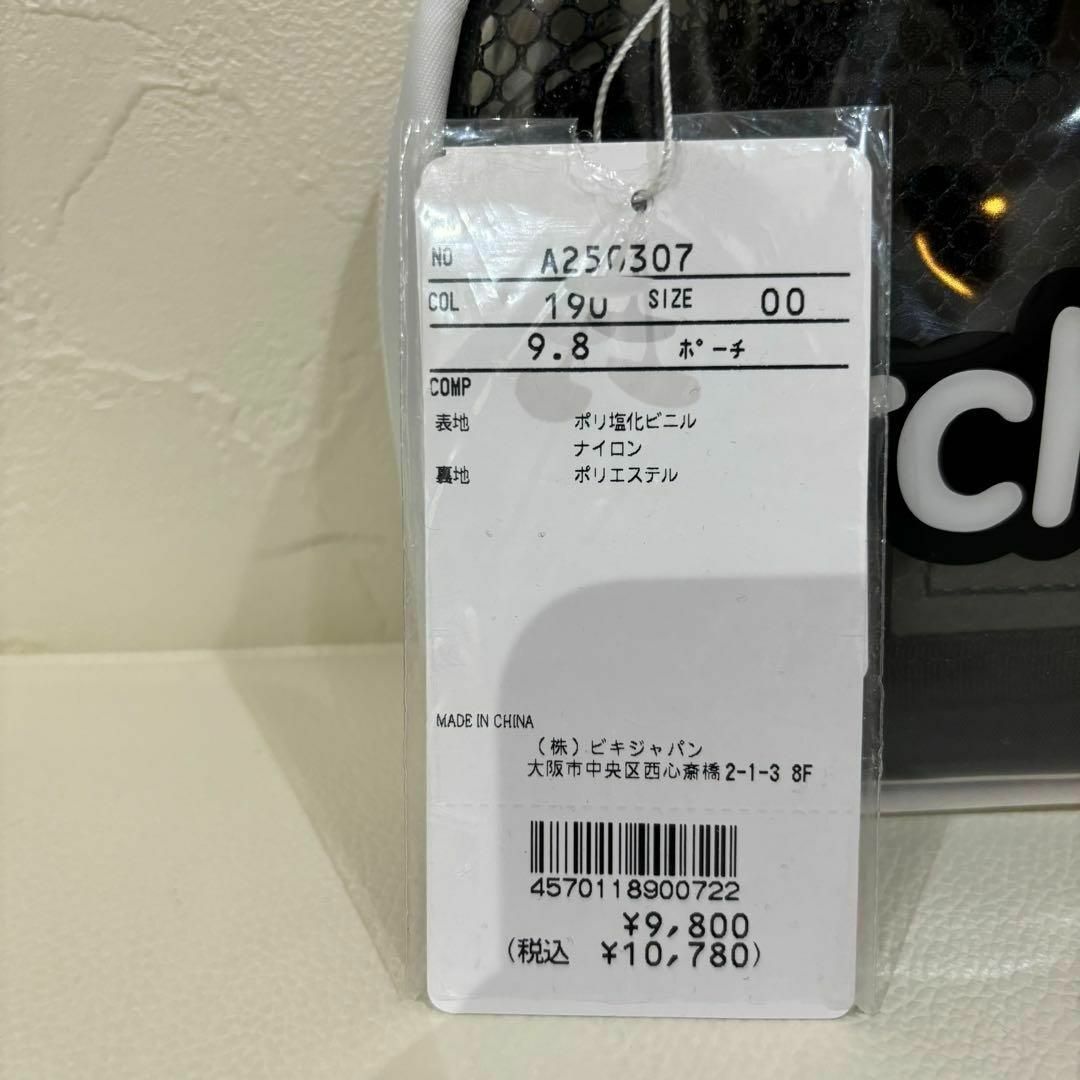 NO A250307
COL 190 SIZE 00
9.8 ポーチ
COMP
表地 ポリ塩化ビニル
ナイロン
裏地 ポリエステル
MADE IN CHINA
(株)ビキジャパン
大阪市中央区西心斎橋2-1-3 8F
4570118900722
¥9,800
(税込 ¥10,780)